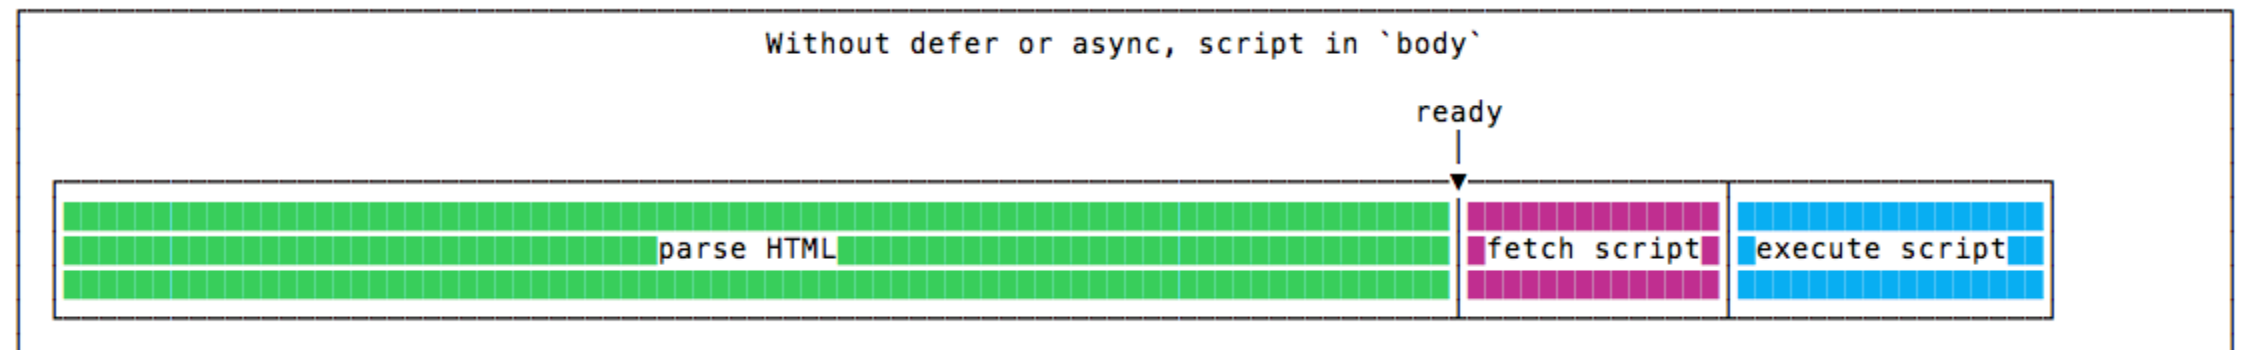 Without defer or async, script in `body`
ready
parse HTML fetch script execute script